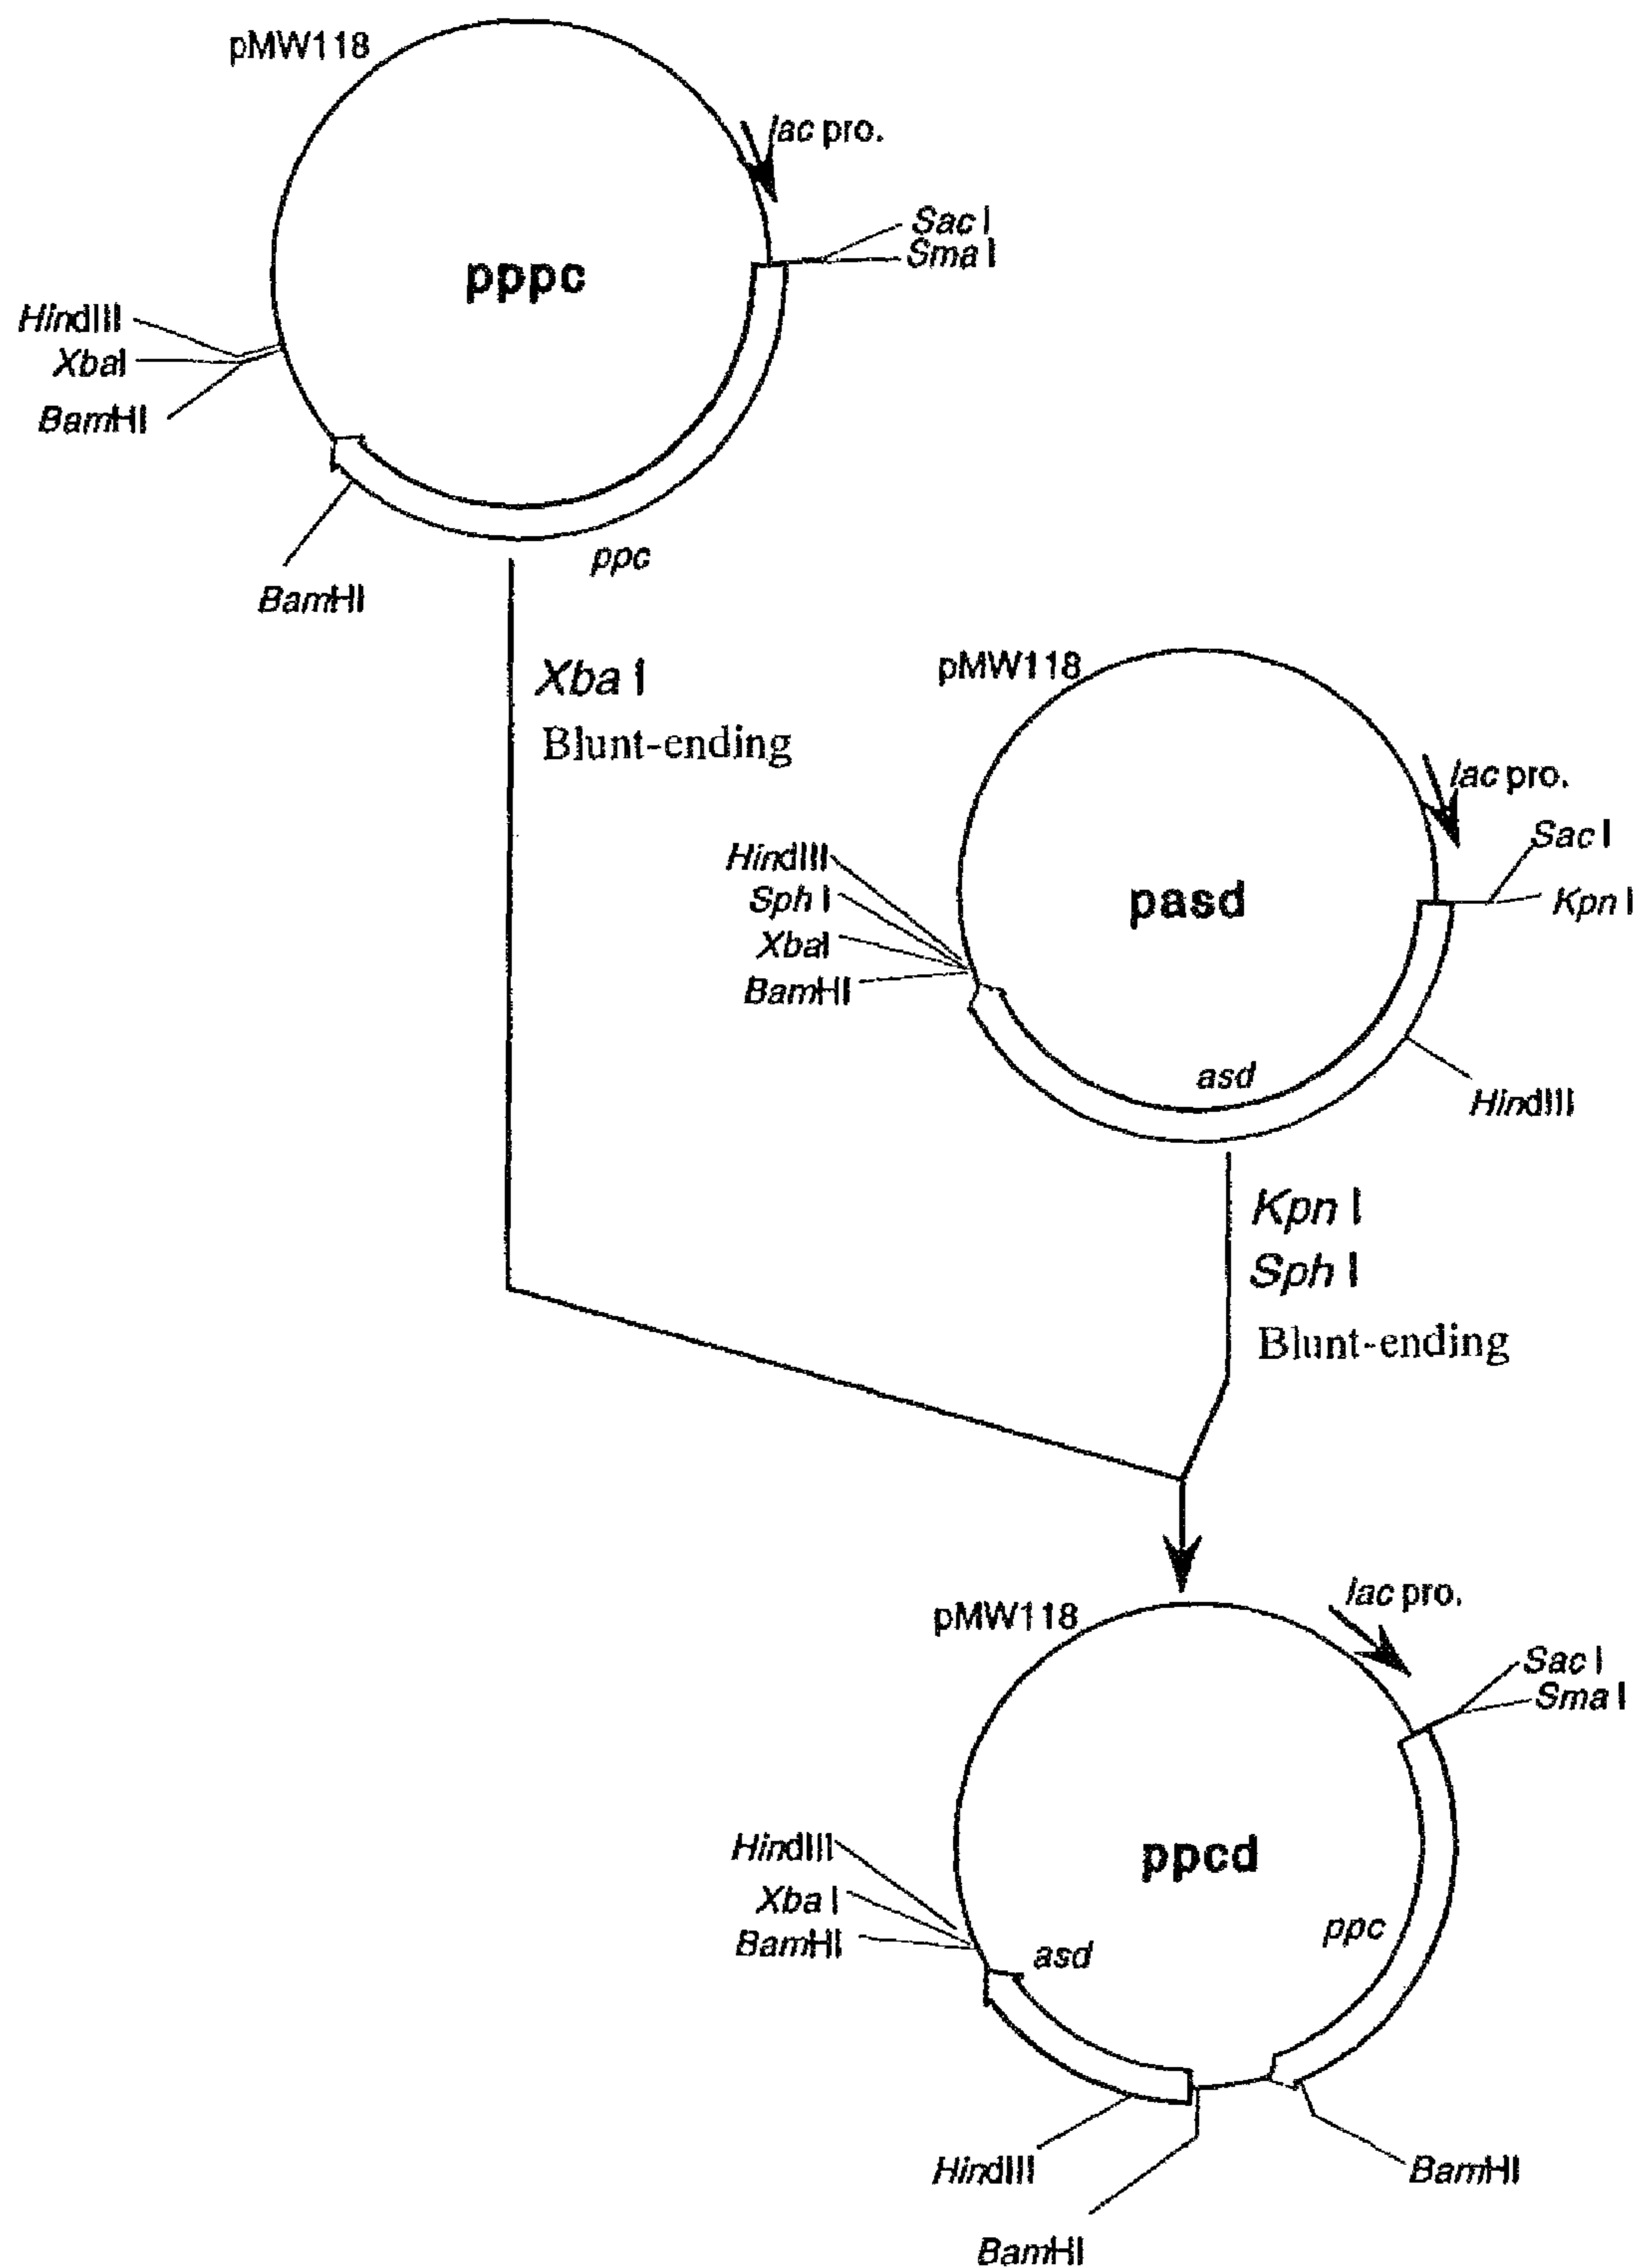 pMW118
lac pro.
Sac I
Sma I
pppc
HindIII
XbaI
BamHI
BamHI
ppc
Xba I
Blunt-ending
pMW118
lac pro.
Sac I
Kpn I
HindIII
Sph I
XbaI
BamHI
pasd
asd
HindIII
Kpn I
Sph I
Blunt-ending
pMW118
lac pro.
Sac I
Sma I
HindIII
Xba I
BamHI
ppcd
ppc
asd
HindIII
BamHI
BamHI